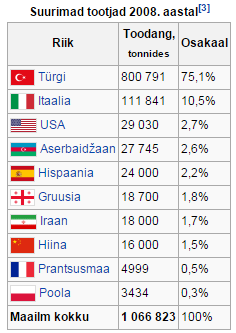 Suurimad tootjad 2008. aastal[3]
Riik Toodang, tonnides Osakaal
Türgi 800 791 75,1%
Itaalia 111 841 10,5%
USA 29 030 2,7%
Aserbaidžaan 27 745 2,6%
Hispaania 24 000 2,2%
Gruusia 18 700 1,8%
Iraan 18 000 1,7%
Hiina 16 000 1,5%
Prantsusmaa 4999 0,5%
Poola 3434 0,3%
Maailm kokku 1 066 823 100%